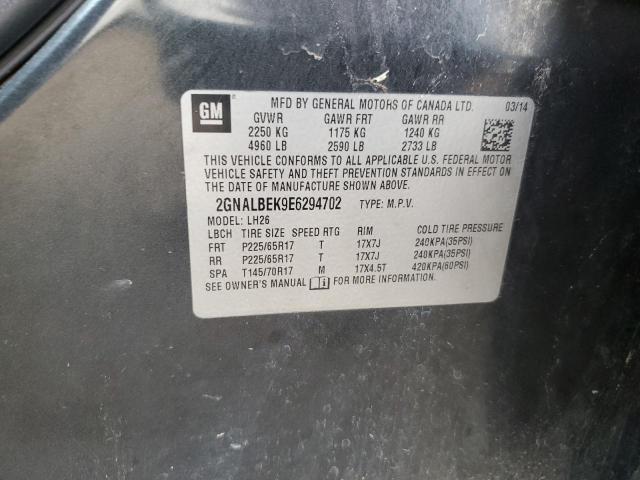 GM
MFD BY GENERAL MOTORS OF CANADA LTD. 03/14
GVWR GAWR FRT GAWR RR
2250 KG 1175 KG 1240 KG
4960 LB 2590 LB 2733 LB
THIS VEHICLE CONFORMS TO ALL APPLICABLE U.S. FEDERAL MOTOR
VEHICLE SAFETY AND THEFT PREVENTION STANDARDS IN EFFECT ON
DATE OF MANUFACTURE SHOWN ABOVE.
2GNALBEK9E6294702 TYPE: M.P.V.
MODEL: LH26
LBCH TIRE SIZE SPEED RTG RIM COLD TIRE PRESSURE
FRT P225/65R17 T 17X7J 240KPA(35PSI)
RR P225/65R17 T 17X7J 240KPA(35PSI)
SPA T145/70R17 M 17X4.5T 420KPA(60PSI)
SEE OWNER'S MANUAL FOR MORE INFORMATION.